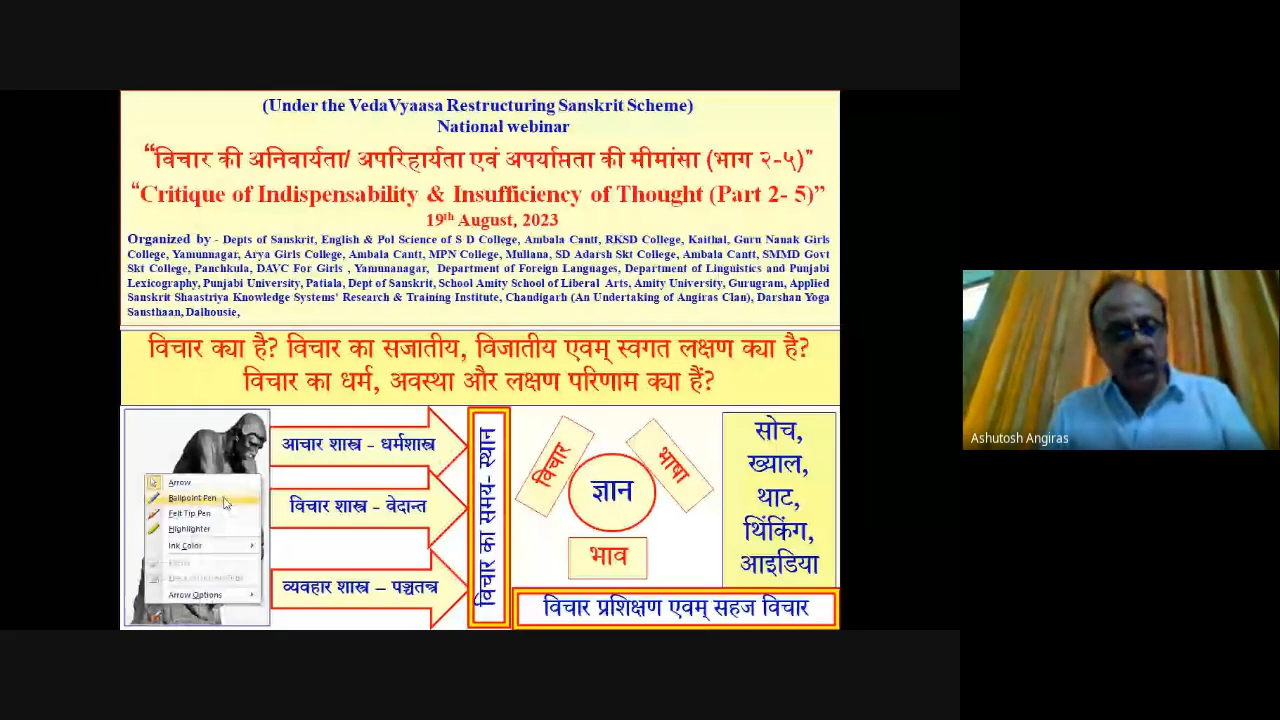 (Under the VedaVyaasa Restructuring Sanskrit Scheme)
National webinar
“विचार की अनिवार्यता/ अपरिहार्यता एवं अपर्याप्तता की मीमांसा (भाग २-५)”
“Critique of Indispensability & Insufficiency of Thought (Part 2- 5)”
19th August, 2023
Organized by - Depts of Sanskrit, English & Pol Science of S D College, Ambala Cantt, RKSD College, Kaithal, Guru Nanak Girls
College, Yamunnagar, Arya Girls College, Ambala Cantt, MPN College, Mullana, SD Adarsh Skt College, Ambala Cantt, SMMD Govt
Skt College, Panchkula, DAVC For Girls , Yamunanagar, Department of Foreign Languages, Department of Linguistics and Punjabi
Lexicography, Punjabi University, Patiala, Dept of Sanskrit, School Amity School of Liberal Arts, Amity University, Gurugram, Applied
Sanskrit Shaastriya Knowledge Systems' Research & Training Institute, Chandigarh (An Undertaking of Angiras Clan), Darshan Yoga
Sansthaan, Dalhousie,
विचार क्या है? विचार का सजातीय, विजातीय एवम् स्वगत लक्षण क्या है?
विचार का धर्म, अवस्था और लक्षण परिणाम क्या हैं?
Arrow
Ballpoint Pen
Felt Tip Pen
Highlighter
Ink Color
Arrow Options
आचार शास्त्र - धर्मशास्त्र
विचार शास्त्र - वेदान्त
व्यवहार शास्त्र – पञ्चतन्त्र
विचार का समय- स्थान
विचार
भाषा
ज्ञान
भाव
सोच,
ख्याल,
थाट,
थिंकिंग,
आइडिया
विचार प्रशिक्षण एवम् सहज विचार
Ashutosh Angiras